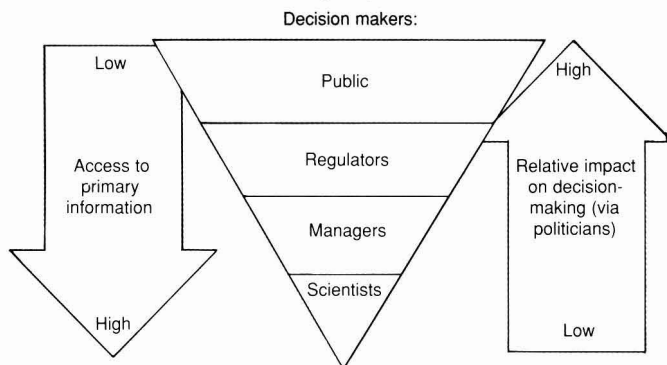 Decision makers:
Low
Public
High
Regulators
Access to
primary
information
Relative impact
on decision-
making (via
politicians)
Managers
Scientists
High
Low